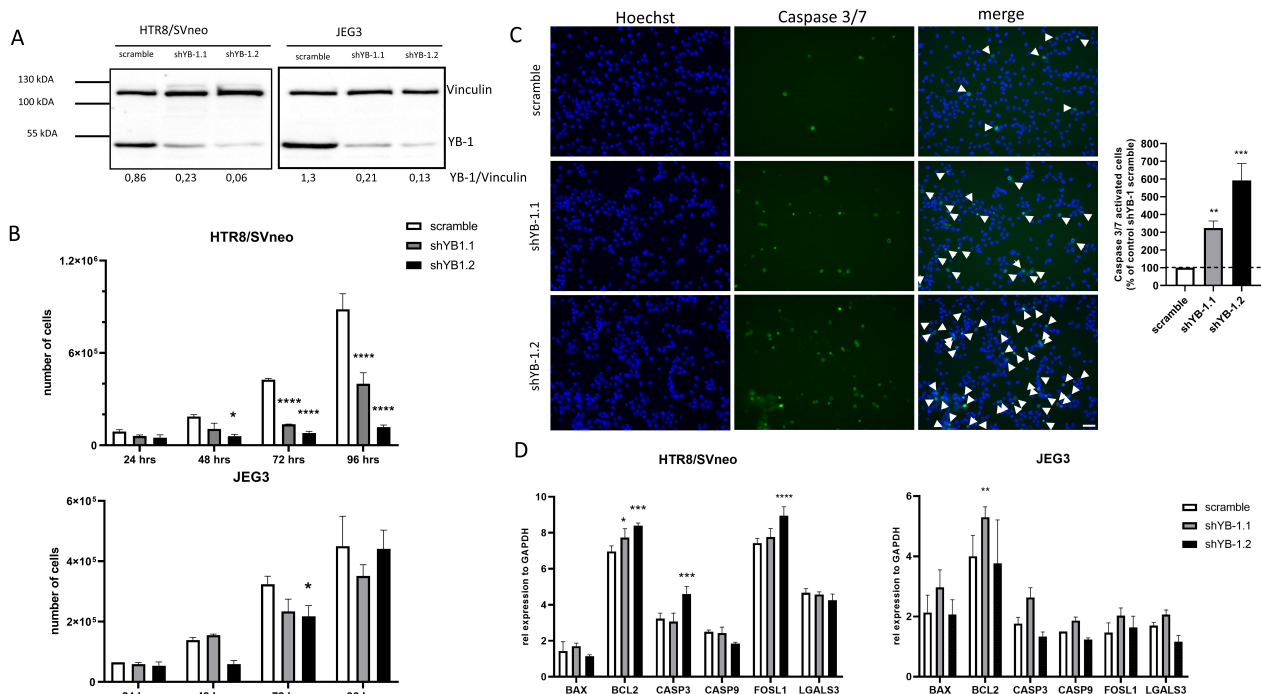 A
HTR8/SVneo
JEG3
scramble shYB-1.1 shYB-1.2
scramble shYB-1.1 shYB-1.2
130 kDA
100 kDA
55 kDA
Vinculin
YB-1
0,86 0,23 0,06
1,3 0,21 0,13
YB-1/Vinculin
B
scramble
shYB1.1
shYB1.2
HTR8/SVneo
number of cells
1.2×10⁶
6×10⁵
0
*
**** ****
**** ****
24 hrs 48 hrs 72 hrs 96 hrs
JEG3
number of cells
6×10⁵
4×10⁵
2×10⁵
0
*
C
Hoechst Caspase 3/7 merge
scramble
shYB-1.1
shYB-1.2
Caspase 3/7 activated cells
(% of control shYB-1 scramble)
800
700
600
500
400
300
200
100
0
**
***
scramble
shYB-1.1
shYB-1.2
D
HTR8/SVneo
rel expression to GAPDH
10
8
6
4
2
0
* *** *** ****
BAX BCL2 CASP3 CASP9 FOSL1 LGALS3
JEG3
rel expression to GAPDH
6
4
2
0
**
BAX BCL2 CASP3 CASP9 FOSL1 LGALS3
scramble
shYB-1.1
shYB-1.2